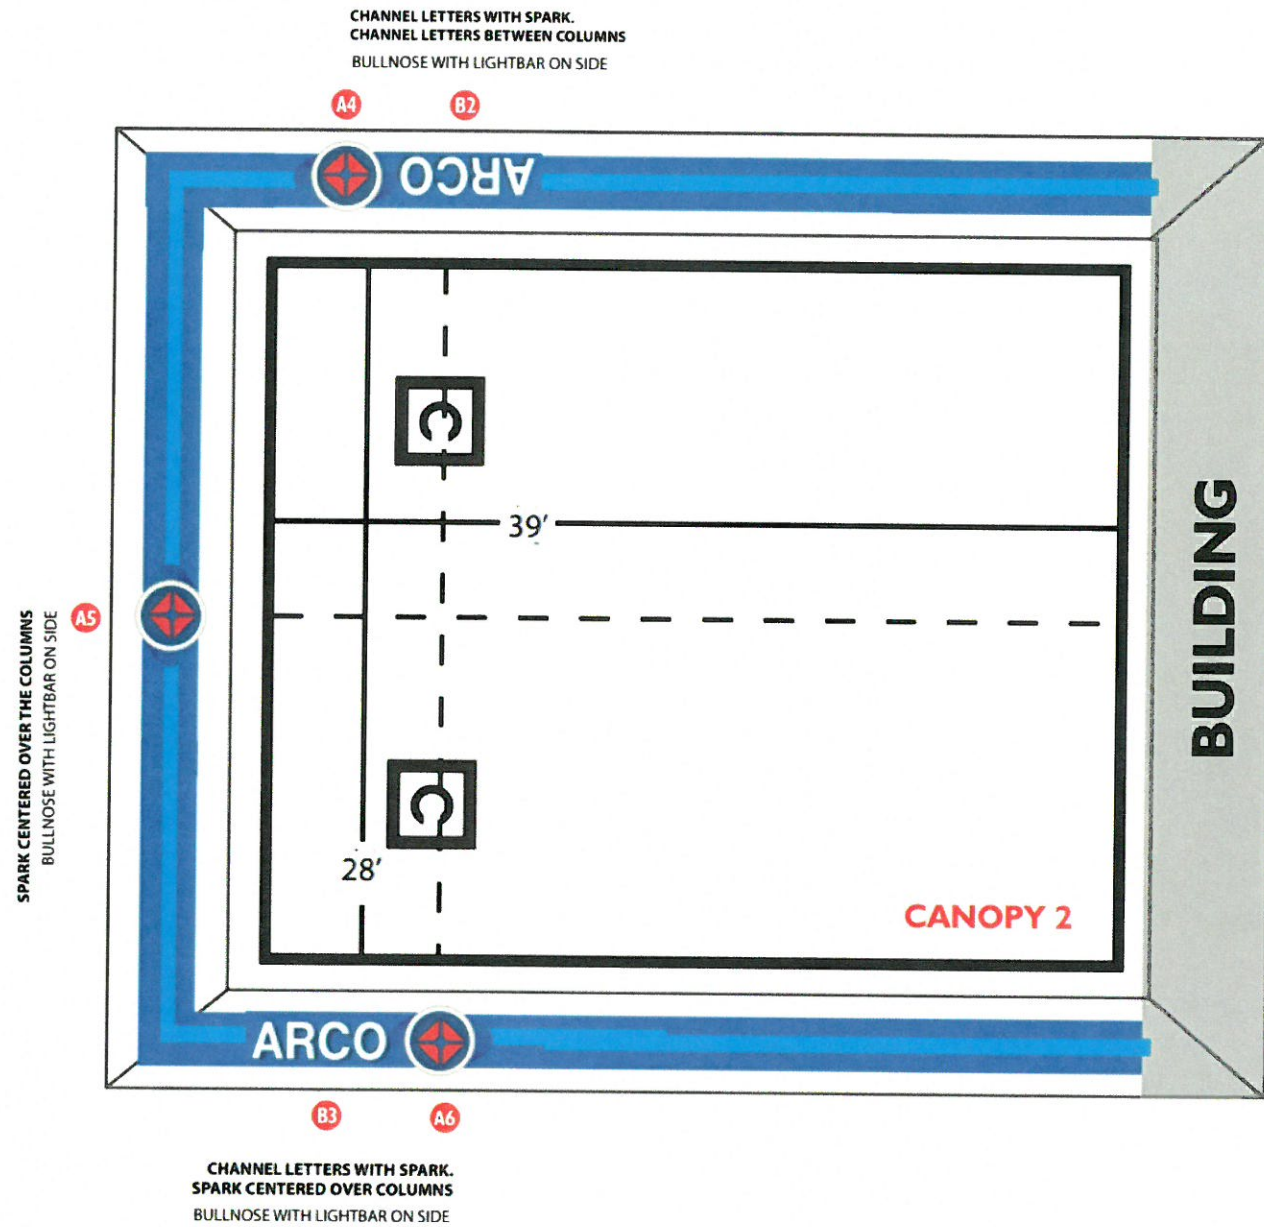 CHANNEL LETTERS WITH SPARK.
CHANNEL LETTERS BETWEEN COLUMNS
BULLNOSE WITH LIGHTBAR ON SIDE
A4
B2
ARCO
C
39'
BUILDING
SPARK CENTERED OVER THE COLUMNS
BULLNOSE WITH LIGHTBAR ON SIDE
A5
C
28'
CANOPY 2
ARCO
B3
A6
CHANNEL LETTERS WITH SPARK.
SPARK CENTERED OVER COLUMNS
BULLNOSE WITH LIGHTBAR ON SIDE